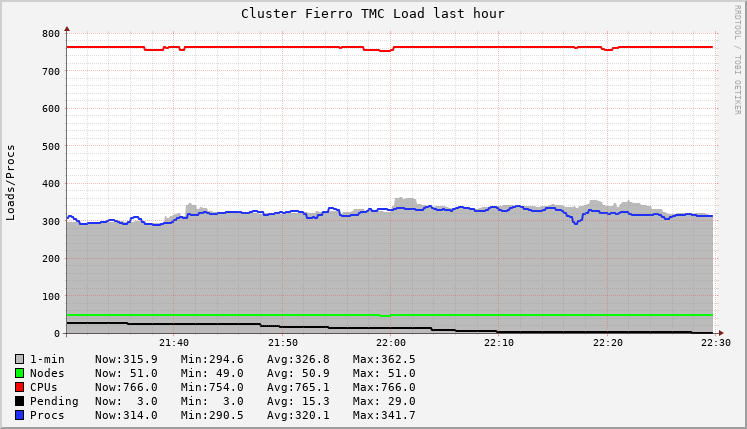 Cluster Fierro TMC Load last hour
RRDTOOL / TOBI OETIKER
Loads/Procs
800
700
600
500
400
300
200
100
0
21:40 21:50 22:00 22:10 22:20 22:30
1-min Now:315.9 Min:294.6 Avg:326.8 Max:362.5
Nodes Now: 51.0 Min: 49.0 Avg: 50.9 Max: 51.0
CPUs Now:766.0 Min:754.0 Avg:765.1 Max:766.0
Pending Now: 3.0 Min: 3.0 Avg: 15.3 Max: 29.0
Procs Now:314.0 Min:290.5 Avg:320.1 Max:341.7